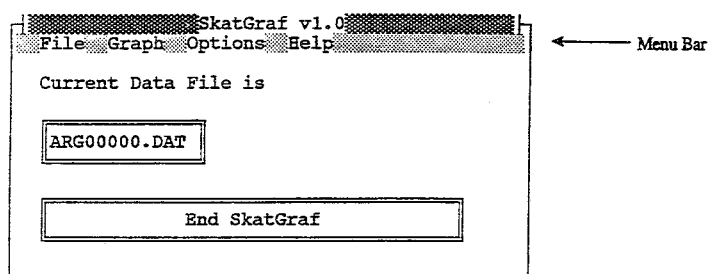 SkatGraf v1.0
File Graph Options Help
Menu Bar
Current Data File is
ARG00000.DAT
End SkatGraf